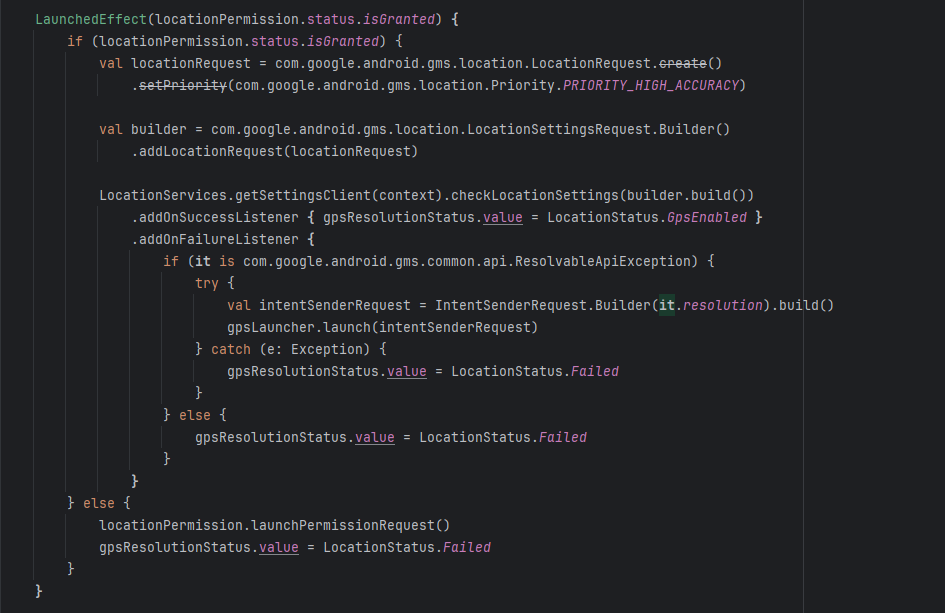 LaunchedEffect(locationPermission.status.isGranted) {
if (locationPermission.status.isGranted) {
val locationRequest = com.google.android.gms.location.LocationRequest.create()
.setPriority(com.google.android.gms.location.Priority.PRIORITY_HIGH_ACCURACY)
val builder = com.google.android.gms.location.LocationSettingsRequest.Builder()
.addLocationRequest(locationRequest)
LocationServices.getSettingsClient(context).checkLocationSettings(builder.build())
.addOnSuccessListener { gpsResolutionStatus.value = LocationStatus.GpsEnabled }
.addOnFailureListener {
if (it is com.google.android.gms.common.api.ResolvableApiException) {
try {
val intentSenderRequest = IntentSenderRequest.Builder(it.resolution).build()
gpsLauncher.launch(intentSenderRequest)
} catch (e: Exception) {
gpsResolutionStatus.value = LocationStatus.Failed
}
} else {
gpsResolutionStatus.value = LocationStatus.Failed
}
}
} else {
locationPermission.launchPermissionRequest()
gpsResolutionStatus.value = LocationStatus.Failed
}
}